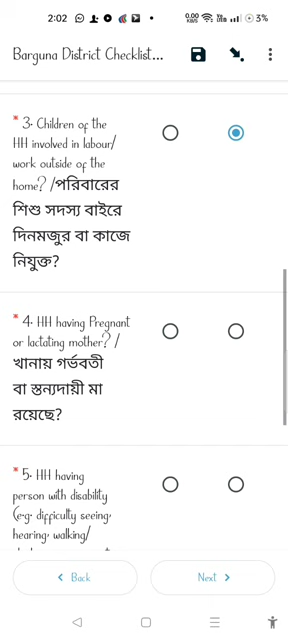 2:02
0.00
KB/S
3%
Barguna District Checklist...
* 3. Children of the
HH involved in labour/
work outside of the
home? /পরিবারের
শিশু সদস্য বাইরে
দিনমজুর বা কাজে
নিযুক্ত?
* 4. HH having Pregnant
or lactating mother? /
খানায় গর্ভবতী
বা স্তন্যদায়ী মা
রয়েছে?
* 5. HH having
person with disability
(e.g. difficulty seeing,
hearing, walking/
< Back
Next >